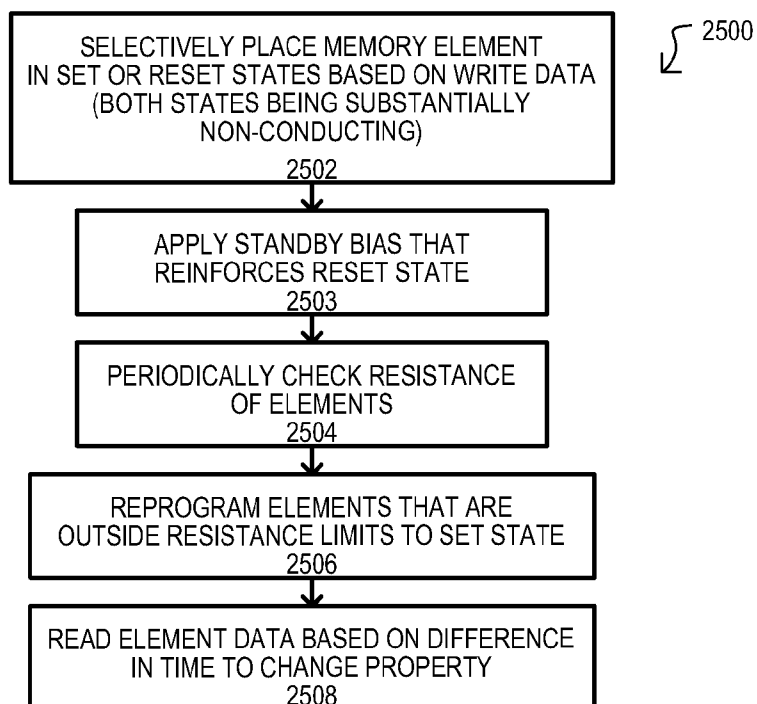 2500
SELECTIVELY PLACE MEMORY ELEMENT
IN SET OR RESET STATES BASED ON WRITE DATA
(BOTH STATES BEING SUBSTANTIALLY
NON-CONDUCTING)
2502
APPLY STANDBY BIAS THAT
REINFORCES RESET STATE
2503
PERIODICALLY CHECK RESISTANCE
OF ELEMENTS
2504
REPROGRAM ELEMENTS THAT ARE
OUTSIDE RESISTANCE LIMITS TO SET STATE
2506
READ ELEMENT DATA BASED ON DIFFERENCE
IN TIME TO CHANGE PROPERTY
2508